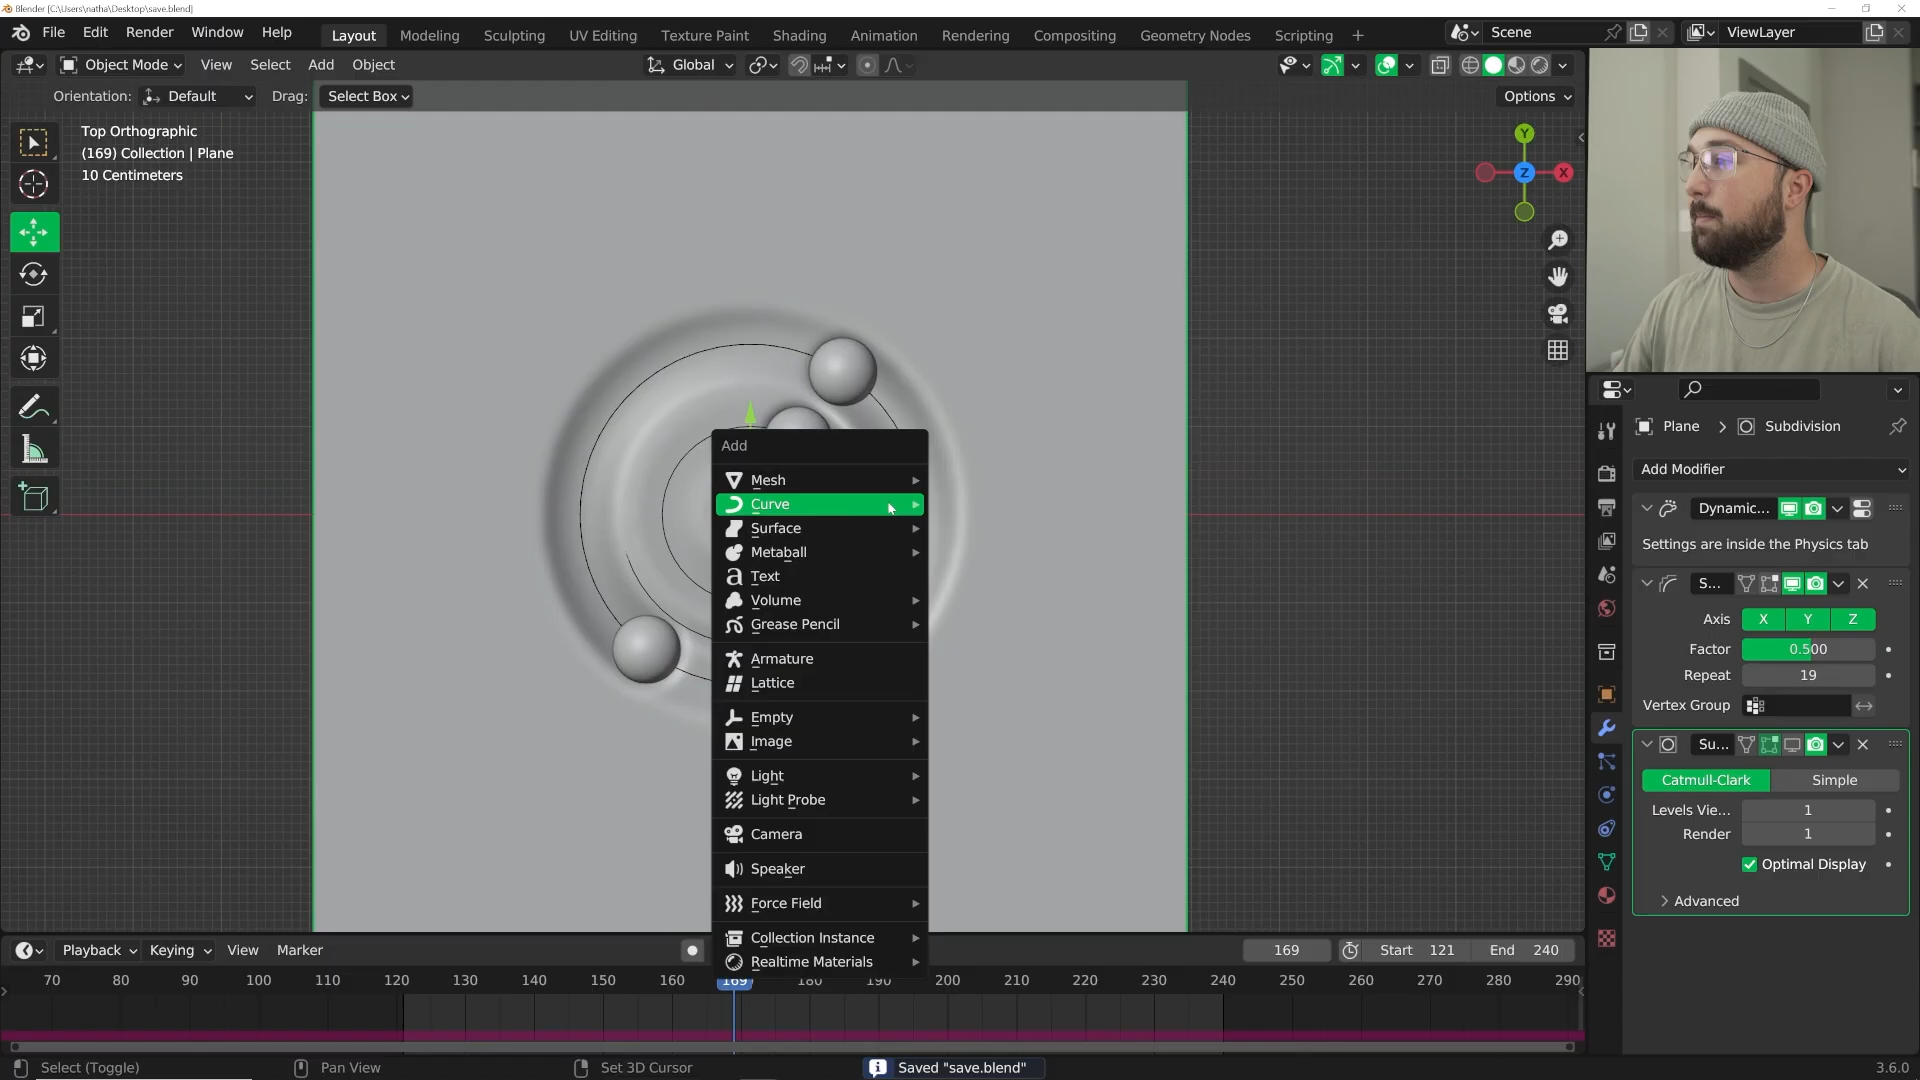 Blender [C:\Users\natha\Desktop\save.blend]
File Edit Render Window Help Layout Modeling Sculpting UV Editing Texture Paint Shading Animation Rendering Compositing Geometry Nodes Scripting + Scene ViewLayer
Object Mode View Select Add Object Global
Orientation: Default Drag: Select Box Options
Top Orthographic
(169) Collection | Plane
10 Centimeters
Y
Z
X
Add
Mesh
Curve
Surface
Metaball
Text
Volume
Grease Pencil
Armature
Lattice
Empty
Image
Light
Light Probe
Camera
Speaker
Force Field
Collection Instance
Realtime Materials
Plane > Subdivision
Add Modifier
Dynamic...
Settings are inside the Physics tab
S...
Axis X Y Z
Factor 0.500
Repeat 19
Vertex Group
Su...
Catmull-Clark Simple
Levels Vie... 1
Render 1
Optimal Display
Advanced
Playback Keying View Marker 169 Start 121 End 240
70 80 90 100 110 120 130 140 150 160 169 180 190 200 210 220 230 240 250 260 270 280 290
Select (Toggle) Pan View Set 3D Cursor Saved "save.blend" 3.6.0